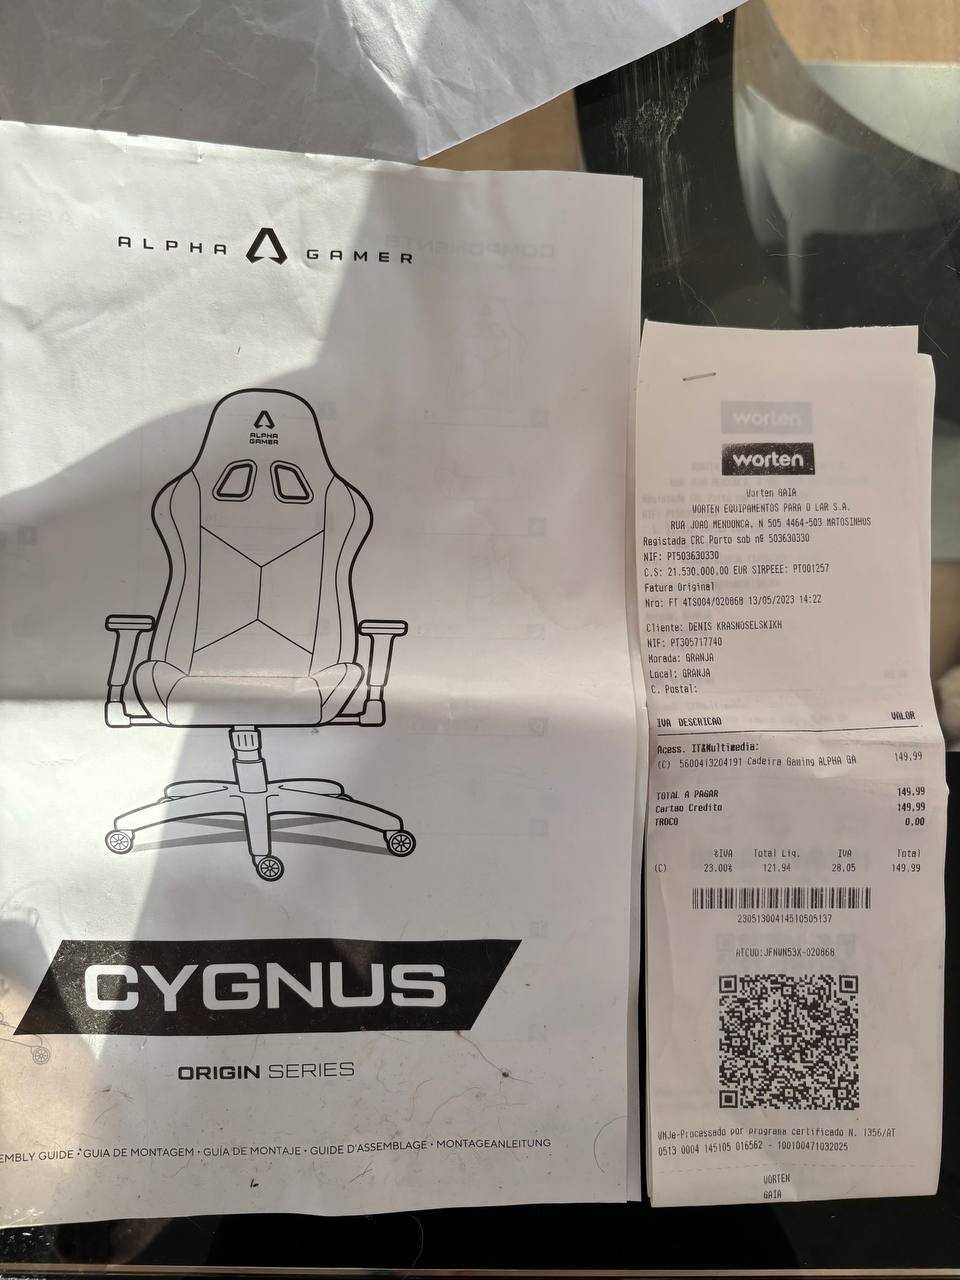 ALPHA GAMER
ALPHA
GAMER
CYGNUS
ORIGIN SERIES
EMBLY GUIDE • GUIA DE MONTAGEM • GUÍA DE MONTAJE • GUIDE D'ASSEMBLAGE • MONTAGEANLEITUNG
worten
worten
Worten GAIA
WORTEN EQUIPAMENTOS PARA O LAR S.A.
RUA JOAO MENDONCA, N 505 4464-503 MATOSINHOS
Registada CRC Porto sob nº 503630330
NIF: PT503630330
C.S: 21.530.000,00 EUR SIRPEEE: PT001257
Fatura Original
Nro: FT 4TS004/020868 13/05/2023 14:22
Cliente: DENIS KRASNOSELSKIKH
NIF: PT305717740
Morada: GRANJA
Local: GRANJA
C. Postal:
IVA DESCRICAO VALOR
Acess. IT&Multimedia:
(C) 5600413204191 Cadeira Gaming ALPHA GA 149,99
TOTAL A PAGAR 149,99
Cartao Credito 149,99
TROCO 0,00
%IVA Total Liq. IVA Total
(C) 23.00% 121.94 28.05 149.99
23051300414510505137
ATCUD:JFNWN53X-020868
WMJe-Processado por programa certificado N. 1356/AT
0513 0004 145105 016562 - 100100471032025
WORTEN
GAIA